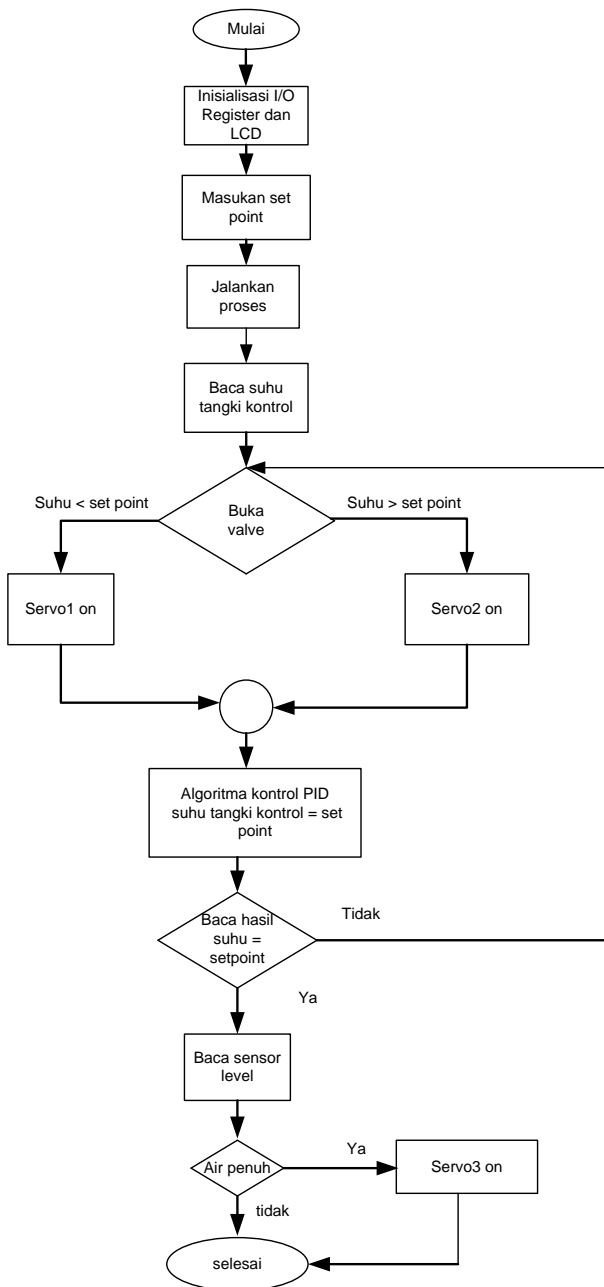 Mulai
Inisialisasi I/O
Register dan
LCD
Masukan set
point
Jalankan
proses
Baca suhu
tangki kontrol
Suhu < set point
Buka
valve
Suhu > set point
Servo1 on
Servo2 on
Algoritma kontrol PID
suhu tangki kontrol = set
point
Baca hasil
suhu =
setpoint
Tidak
Ya
Baca sensor
level
Air penuh
Ya
Servo3 on
tidak
selesai